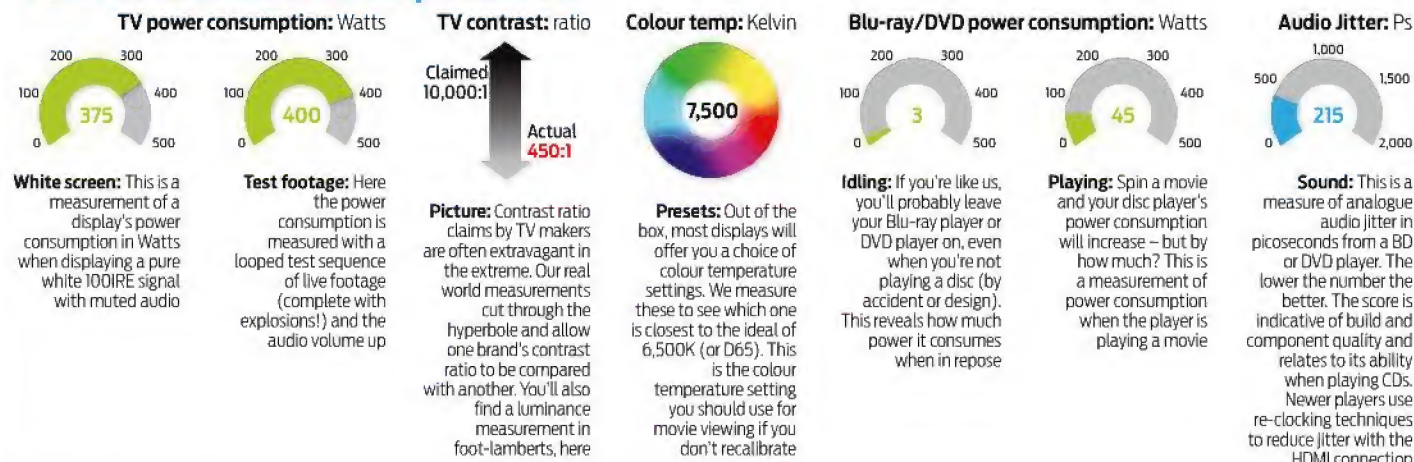 TV power consumption: Watts
200
300
100
400
375
0
500
200
300
100
400
400
0
500
White screen: This is a
measurement of a
display's power
consumption in Watts
when displaying a pure
white 100IRE signal
with muted audio
Test footage: Here
the power
consumption is
measured with a
looped test sequence
of live footage
(complete with
explosions!) and the
audio volume up
TV contrast: ratio
Claimed
10,000:1
Actual
450:1
Picture: Contrast ratio
claims by TV makers
are often extravagant in
the extreme. Our real
world measurements
cut through the
hyperbole and allow
one brand's contrast
ratio to be compared
with another. You'll also
find a luminance
measurement in
foot-lamberts, here
Colour temp: Kelvin
7,500
Presets: Out of the
box, most displays will
offer you a choice of
colour temperature
settings. We measure
these to see which one
is closest to the ideal of
6,500K (or D65). This
is the colour
temperature setting
you should use for
movie viewing if you
don't recalibrate
Blu-ray/DVD power consumption: Watts
200
300
100
400
3
0
500
200
300
100
400
45
0
500
Idling: If you're like us,
you'll probably leave
your Blu-ray player or
DVD player on, even
when you're not
playing a disc (by
accident or design).
This reveals how much
power it consumes
when in repose
Playing: Spin a movie
and your disc player's
power consumption
will increase – but by
how much? This is
a measurement of
power consumption
when the player is
playing a movie
Audio Jitter: Ps
1,000
500
1,500
215
0
2,000
Sound: This is a
measure of analogue
audio jitter in
picoseconds from a BD
or DVD player. The
lower the number the
better. The score is
indicative of build and
component quality and
relates to its ability
when playing CDs.
Newer players use
re-clocking techniques
to reduce jitter with the
HDMI connection